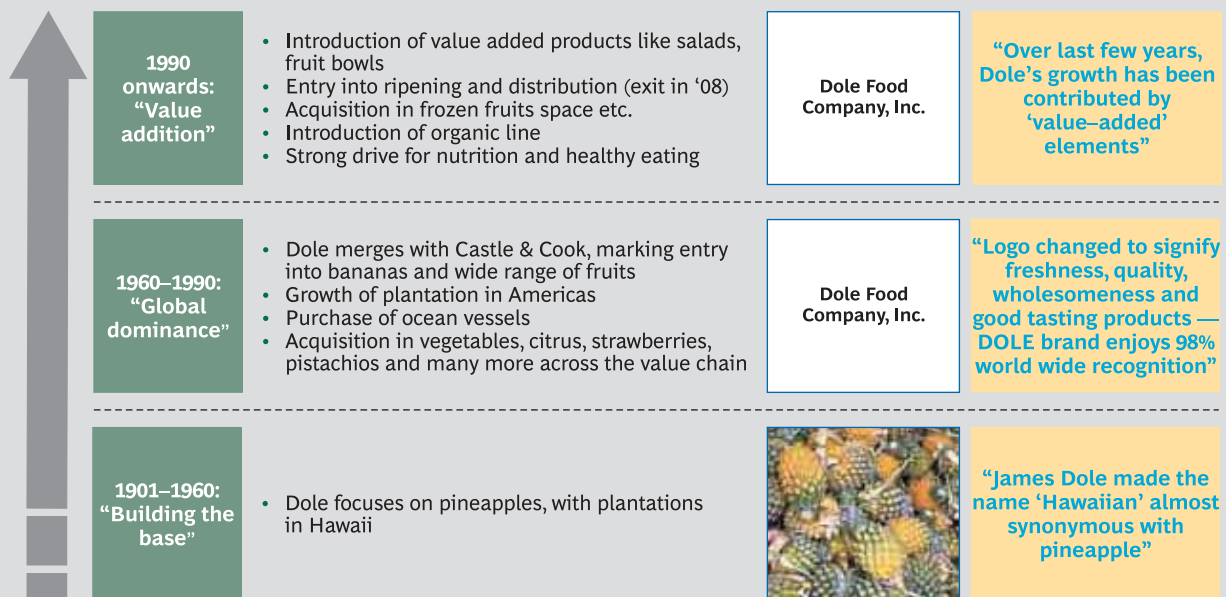 1990
onwards:
“Value
addition”
• Introduction of value added products like salads,
fruit bowls
• Entry into ripening and distribution (exit in ‘08)
• Acquisition in frozen fruits space etc.
• Introduction of organic line
• Strong drive for nutrition and healthy eating
Dole Food
Company, Inc.
“Over last few years,
Dole’s growth has been
contributed by
‘value–added’
elements”
1960–1990:
“Global
dominance”
• Dole merges with Castle & Cook, marking entry
into bananas and wide range of fruits
• Growth of plantation in Americas
• Purchase of ocean vessels
• Acquisition in vegetables, citrus, strawberries,
pistachios and many more across the value chain
Dole Food
Company, Inc.
“Logo changed to signify
freshness, quality,
wholesomeness and
good tasting products —
DOLE brand enjoys 98%
world wide recognition”
1901–1960:
“Building the
base”
• Dole focuses on pineapples, with plantations
in Hawaii
“James Dole made the
name ‘Hawaiian’ almost
synonymous with
pineapple”